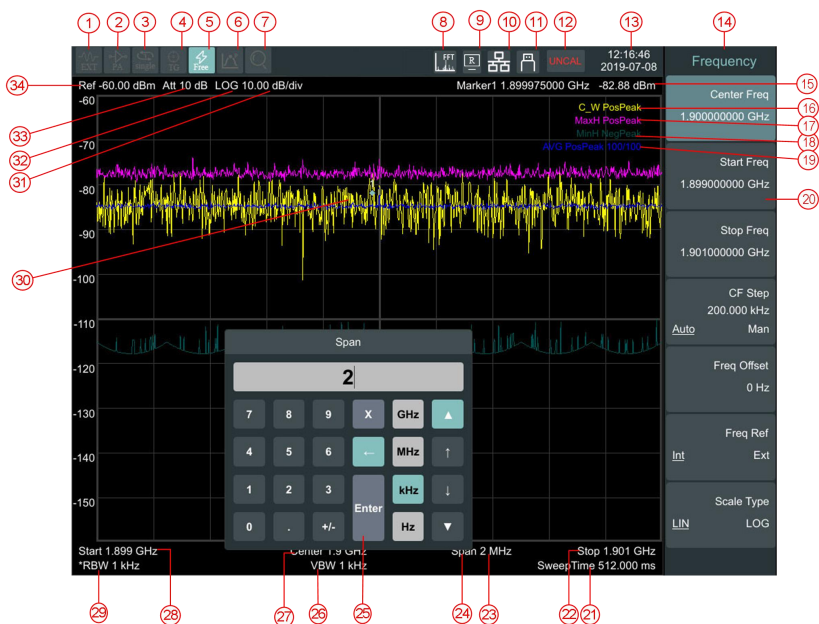 1 2 3 4 5 6 7 8 9 10 11 12 13 14
EXT PA Single TG Free FFT R UNCAL 12:16:46
2019-07-08
Frequency
Ref -60.00 dBm Att 10 dB LOG 10.00 dB/div Marker1 1.899975000 GHz -82.88 dBm
34
33
32
31
30
15
16
17
18
19
20
C_W PosPeak
MaxH PosPeak
MinH NegPeak
AVG PosPeak 100/100
-60
-70
-80
-90
-100
-110
-120
-130
-140
-150
Center Freq
1.900000000 GHz
Start Freq
1.899000000 GHz
Stop Freq
1.901000000 GHz
CF Step
200.000 kHz
Auto Man
Freq Offset
0 Hz
Freq Ref
Int Ext
Scale Type
LIN LOG
Span
2
7 8 9 X GHz ▲
4 5 6 ← MHz ↑
1 2 3 Enter kHz ↓
0 . +/- Hz ▼
Start 1.899 GHz Center 1.9 GHz Span 2 MHz Stop 1.901 GHz
*RBW 1 kHz VBW 1 kHz SweepTime 512.000 ms
29 28 27 26 25 24 23 22 21